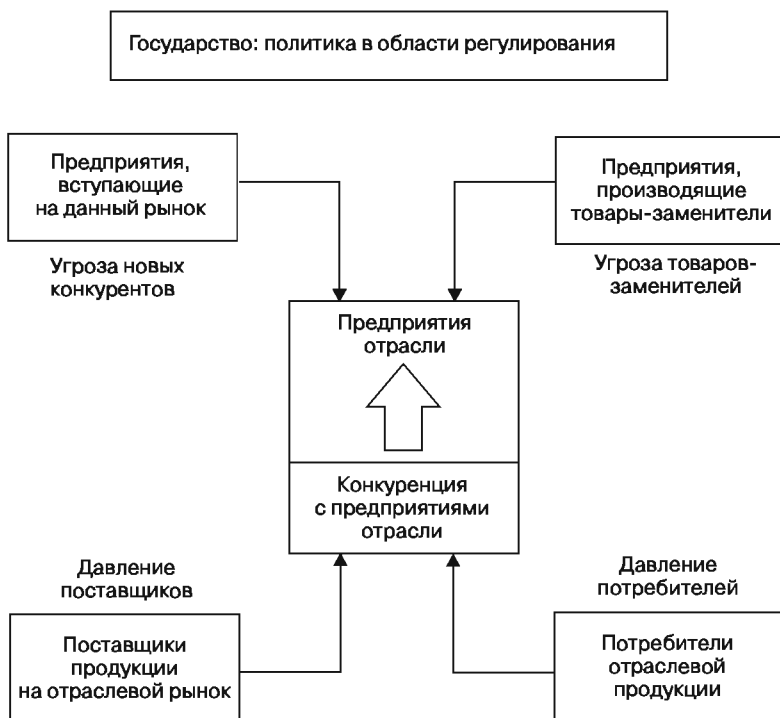 Государство: политика в области регулирования
Предприятия,
вступающие
на данный рынок
Предприятия,
производящие
товары-заменители
Угроза новых
конкурентов
Угроза товаров-
заменителей
Предприятия
отрасли
Конкуренция
с предприятиями
отрасли
Давление
поставщиков
Давление
потребителей
Поставщики
продукции
на отраслевой рынок
Потребители
отраслевой
продукции